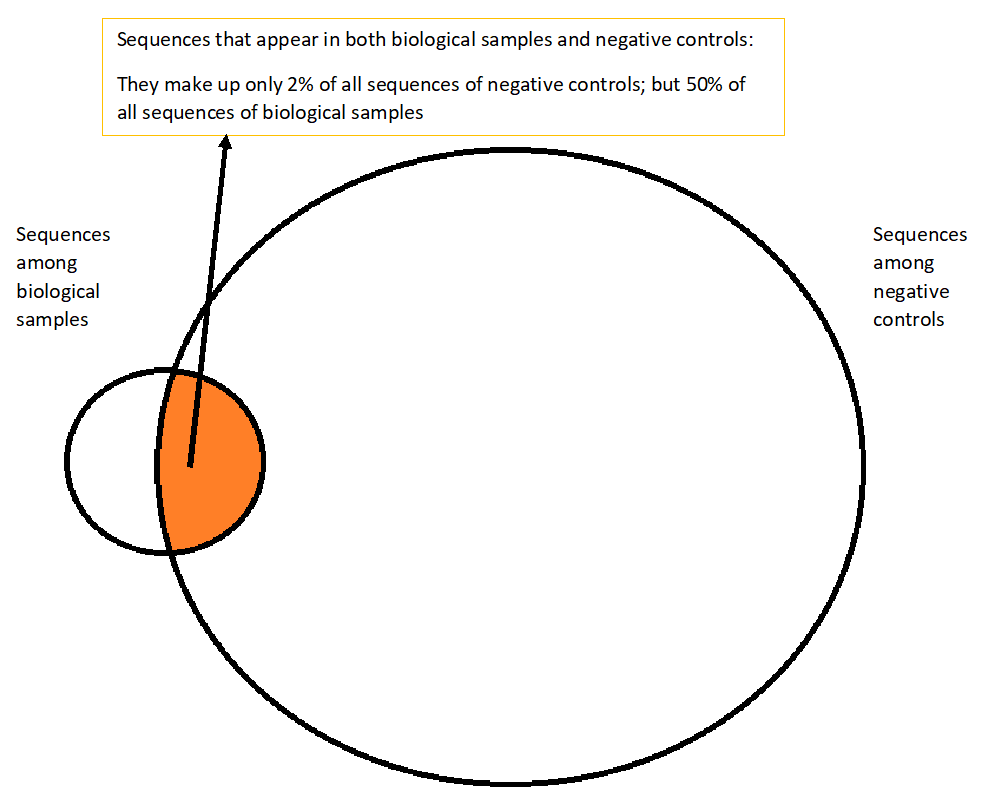 Sequences that appear in both biological samples and negative controls:
They make up only 2% of all sequences of negative controls; but 50% of
all sequences of biological samples
Sequences
among
biological
samples
Sequences
among
negative
controls